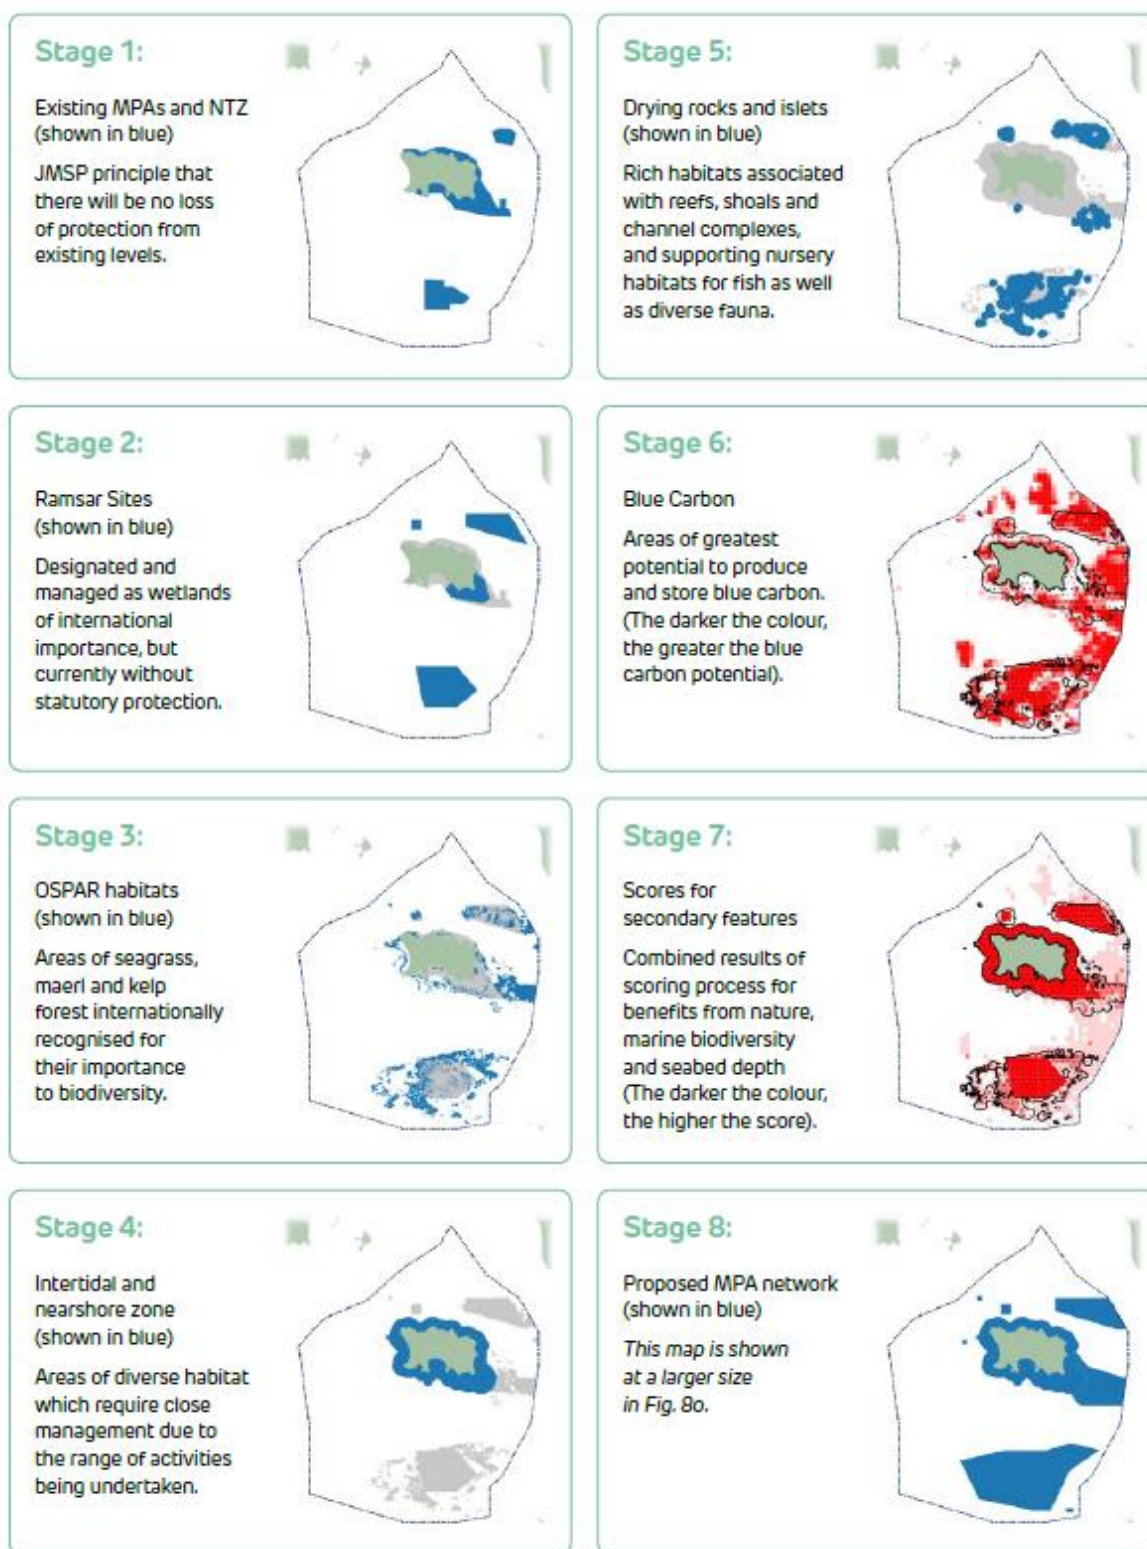 Stage 1:
Existing MPAs and NTZ
(shown in blue)
JMSP principle that
there will be no loss
of protection from
existing levels.
Stage 2:
Ramsar Sites
(shown in blue)
Designated and
managed as wetlands
of international
importance, but
currently without
statutory protection.
Stage 3:
OSPAR habitats
(shown in blue)
Areas of seagrass,
maerl and kelp
forest internationally
recognised for
their importance
to biodiversity.
Stage 4:
Intertidal and
nearshore zone
(shown in blue)
Areas of diverse habitat
which require close
management due to
the range of activities
being undertaken.
Stage 5:
Drying rocks and islets
(shown in blue)
Rich habitats associated
with reefs, shoals and
channel complexes,
and supporting nursery
habitats for fish as well
as diverse fauna.
Stage 6:
Blue Carbon
Areas of greatest
potential to produce
and store blue carbon.
(The darker the colour,
the greater the blue
carbon potential).
Stage 7:
Scores for
secondary features
Combined results of
scoring process for
benefits from nature,
marine biodiversity
and seabed depth
(The darker the colour,
the higher the score).
Stage 8:
Proposed MPA network
(shown in blue)
This map is shown
at a larger size
in Fig. 8o.